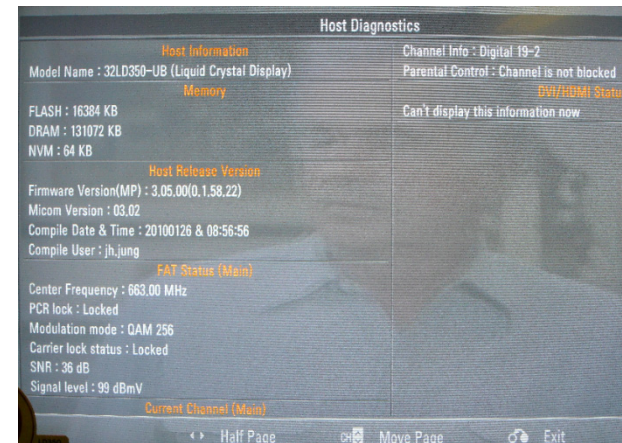 Host Diagnostics
Host Information
Model Name : 32LD350-UB (Liquid Crystal Display)
Memory
FLASH : 16384 KB
DRAM : 131072 KB
NVM : 64 KB
Host Release Version
Firmware Version(MP) : 3.05.00(0.1.58.22)
Micom Version : 03.02
Compile Date & Time : 20100126 & 08:56:56
Compile User : jh.jung
FAT Status (Main)
Center Frequency : 663.00 MHz
PCR lock : Locked
Modulation mode : QAM 256
Carrier lock status : Locked
SNR : 36 dB
Signal level : 99 dBmV
Current Channel (Main)
Channel Info : Digital 19-2
Parental Control : Channel is not blocked
DVI/HDMI Statu
Can't display this information now
Half Page
CH Move Page
Exit